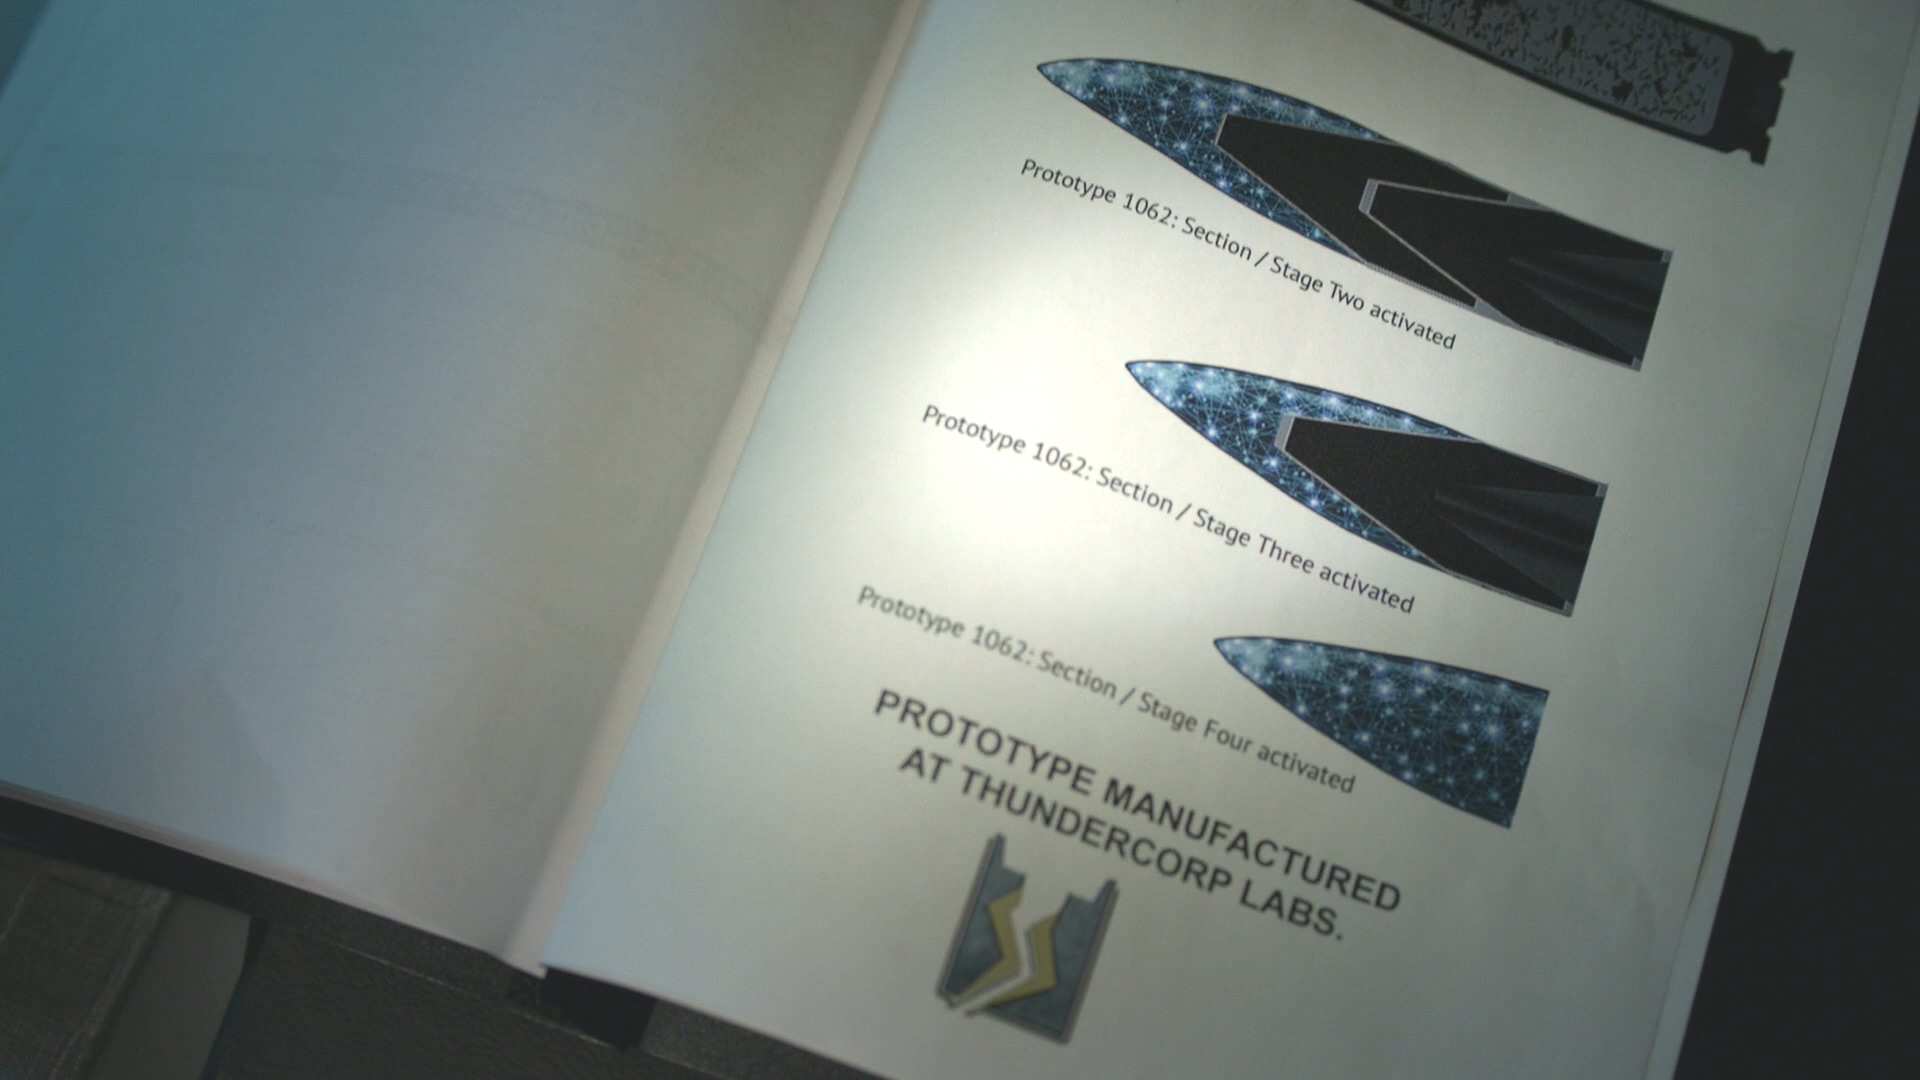 Prototype 1062: Section / Stage Two activated
Prototype 1062: Section / Stage Three activated
Prototype 1062: Section / Stage Four activated
PROTOTYPE MANUFACTURED
AT THUNDERCORP LABS.